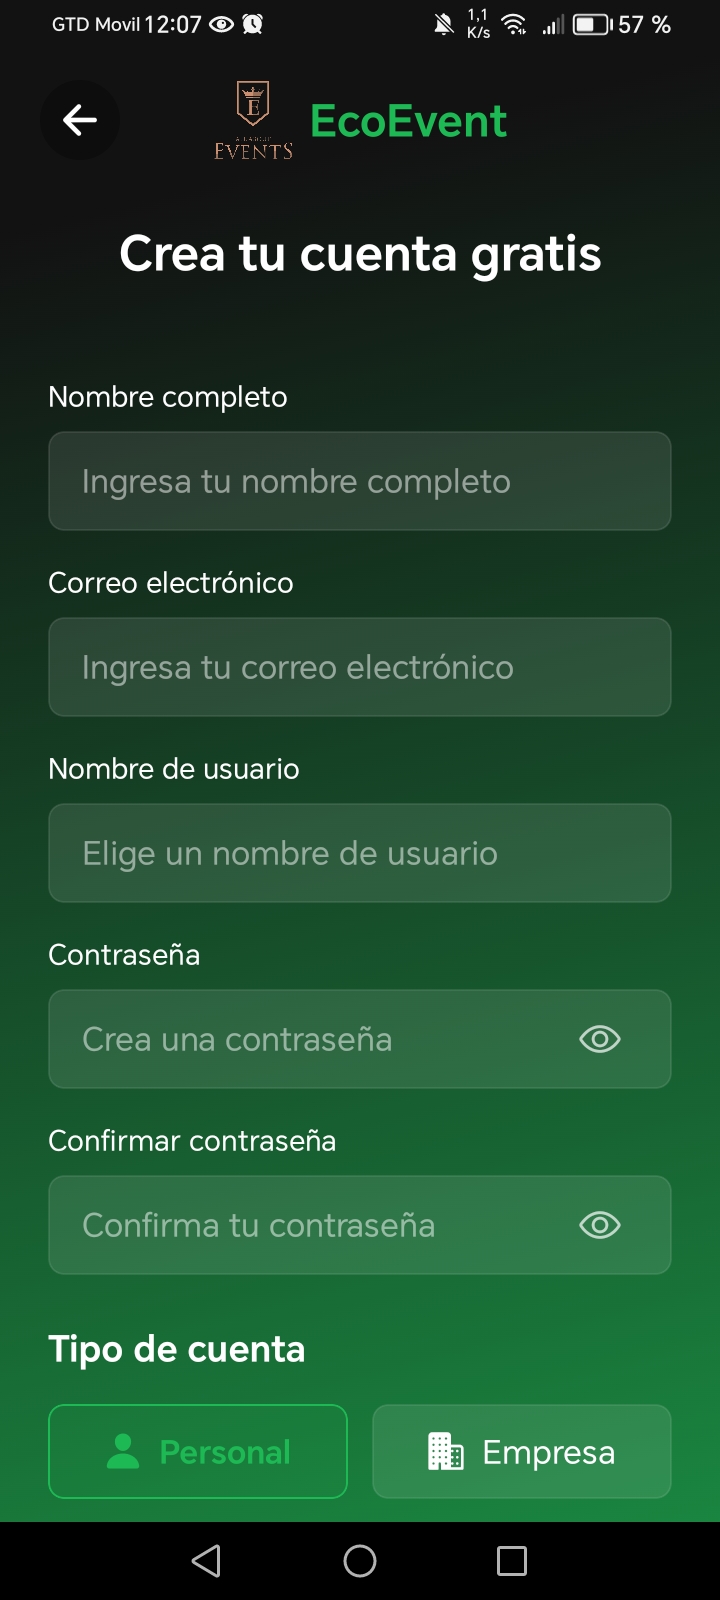 GTD Movil 12:07 1,1 K/s 57 %
E
EVENTS
EcoEvent
Crea tu cuenta gratis
Nombre completo
Ingresa tu nombre completo
Correo electrónico
Ingresa tu correo electrónico
Nombre de usuario
Elige un nombre de usuario
Contraseña
Crea una contraseña
Confirmar contraseña
Confirma tu contraseña
Tipo de cuenta
Personal Empresa